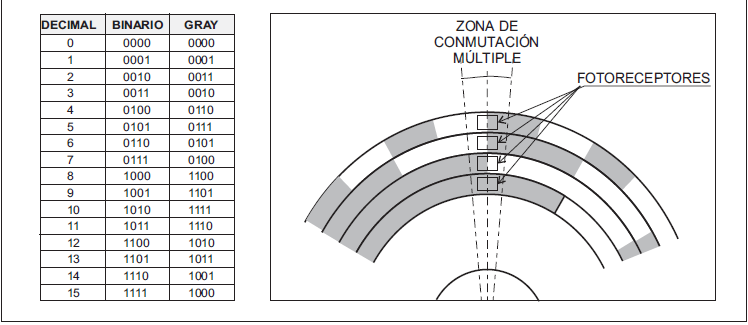 DECIMAL BINARIO GRAY
0 0000 0000
1 0001 0001
2 0010 0011
3 0011 0010
4 0100 0110
5 0101 0111
6 0110 0101
7 0111 0100
8 1000 1100
9 1001 1101
10 1010 1111
11 1011 1110
12 1100 1010
13 1101 1011
14 1110 1001
15 1111 1000
ZONA DE
CONMUTACIÓN
MÚLTIPLE
FOTORECEPTORES